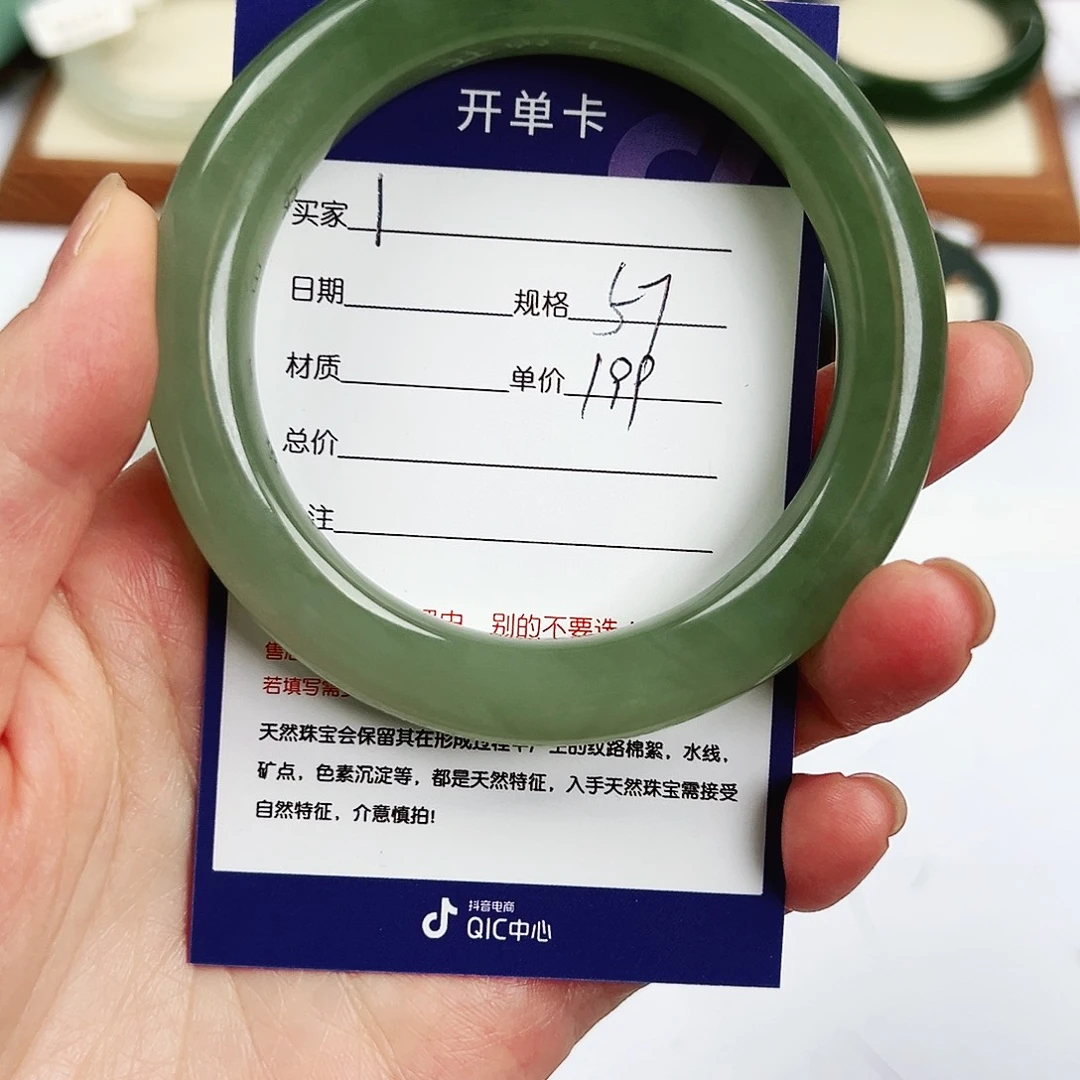 开单卡
买家 1
日期 规格 57
材质 单价 199
总价
注
别的不要选
售
若填写需
天然珠宝会保留其在形成过程中产生的纹路棉絮，水线，
矿点，色素沉淀等，都是天然特征，入手天然珠宝需接受
自然特征，介意慎拍!
抖音电商
QIC中心